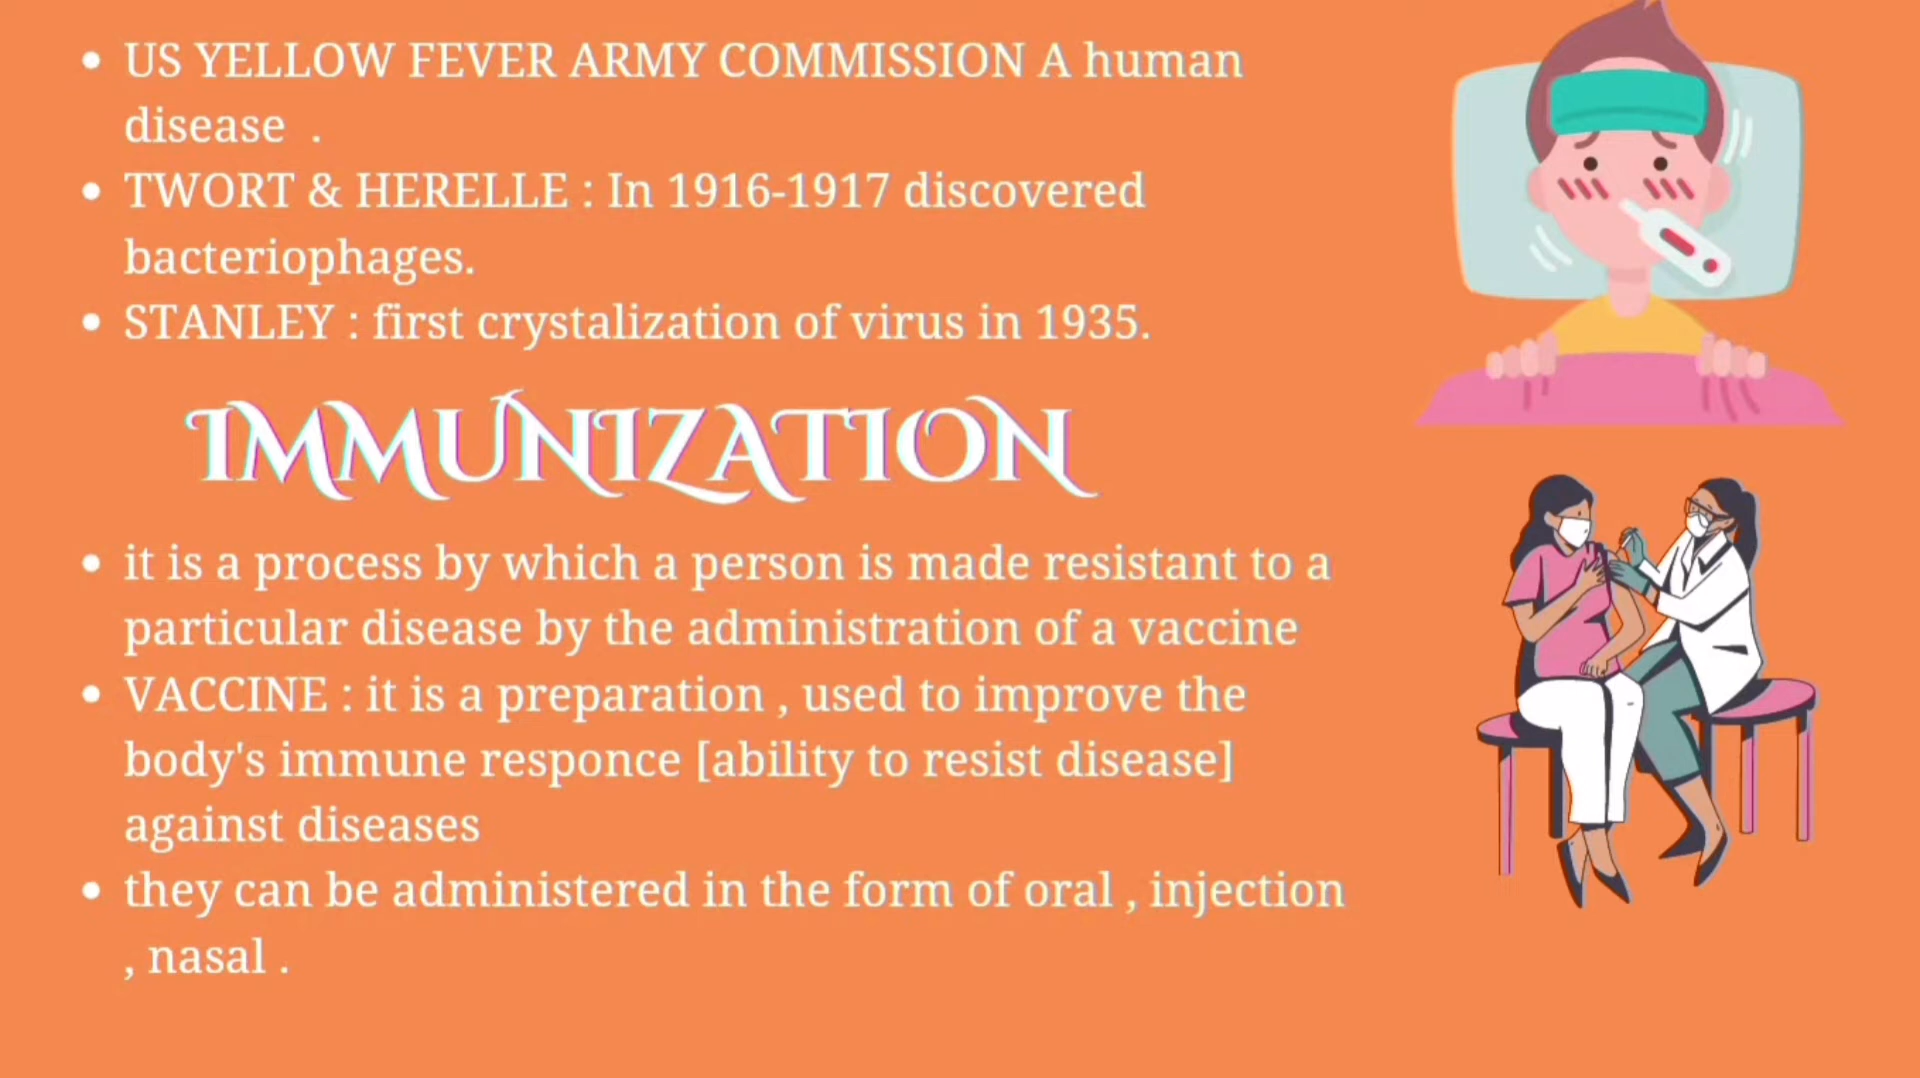 • US YELLOW FEVER ARMY COMMISSION A human
disease .
• TWORT & HERELLE : In 1916-1917 discovered
bacteriophages.
• STANLEY : first crystalization of virus in 1935.
IMMUNIZATION
• it is a process by which a person is made resistant to a
particular disease by the administration of a vaccine
• VACCINE : it is a preparation , used to improve the
body's immune responce [ability to resist disease]
against diseases
• they can be administered in the form of oral , injection
, nasal .